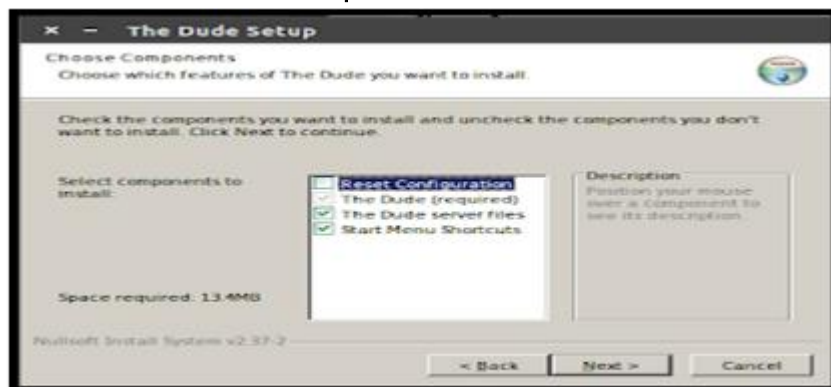 The Dude Setup
Choose Components
Choose which features of The Dude you want to install.
Check the components you want to install and uncheck the components you don't
want to install. Click Next to continue.
Select components to
install:
Reset Configuration
The Dude (required)
The Dude server files
Start Menu Shortcuts
Description
Position your mouse
over a component to
see its description.
Space required: 13.4MB
Nullsoft Install System v2.37-2
< Back
Next >
Cancel